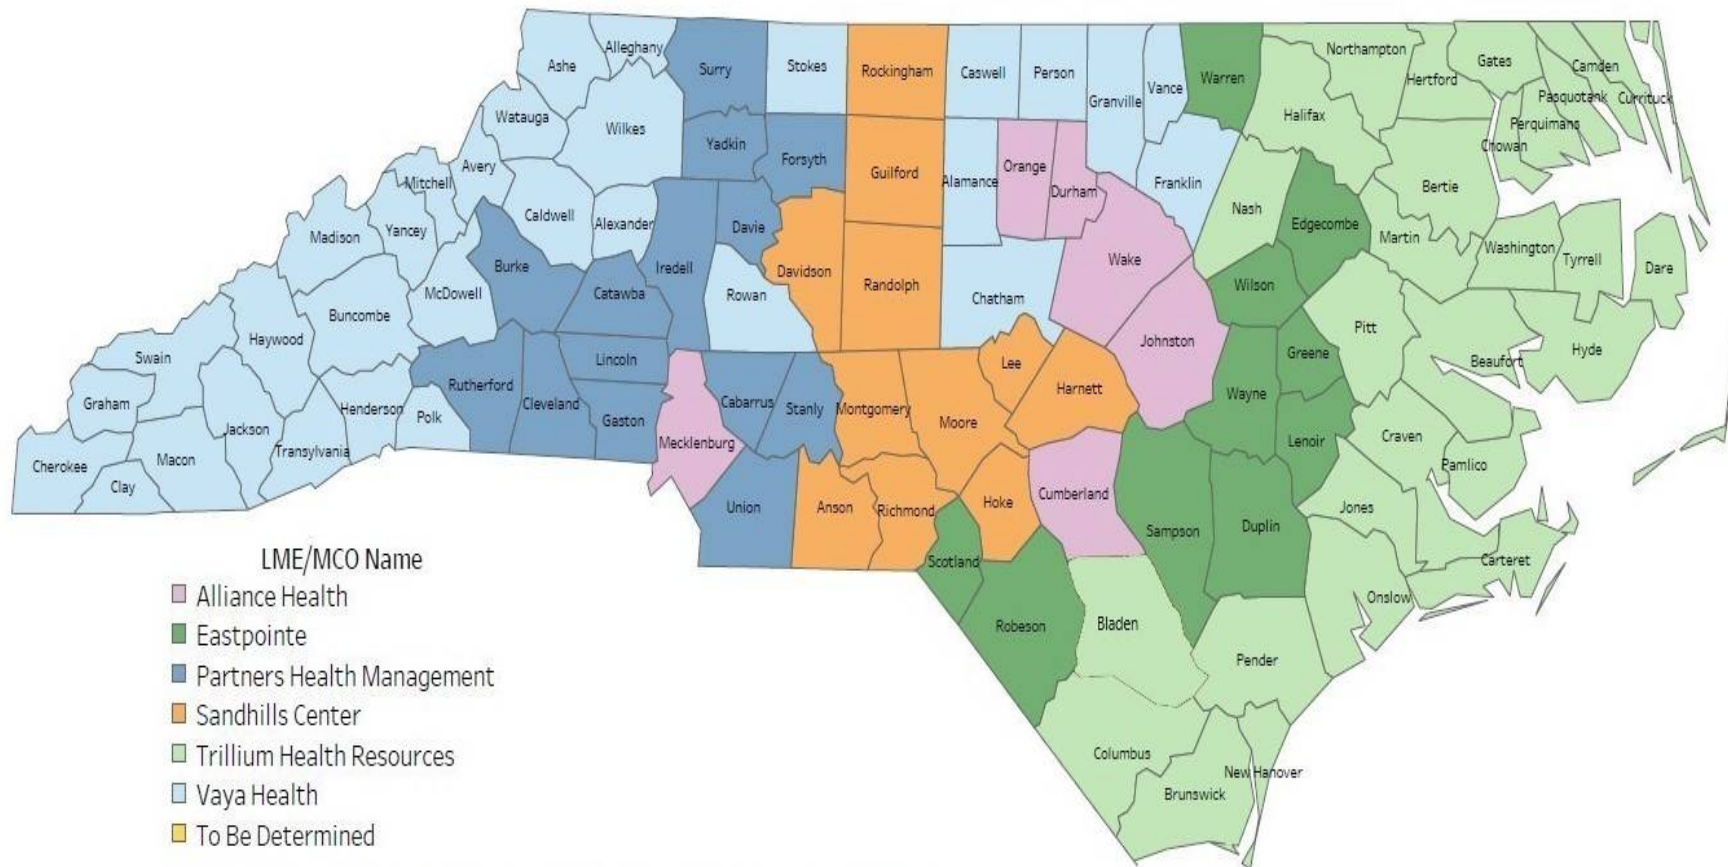 Alleghany
Ashe
Surry
Stokes
Rockingham
Caswell
Person
Granville
Vance
Warren
Northampton
Gates
Camden
Hertford
Pasquotank
Currituck
Halifax
Perquimans
Chowan
Watauga
Wilkes
Yadkin
Forsyth
Guilford
Alamance
Orange
Durham
Franklin
Nash
Edgecombe
Bertie
Avery
Mitchell
Caldwell
Alexander
Davie
Madison
Yancey
Martin
Washington
Tyrrell
Dare
Burke
Iredell
Davidson
Randolph
Wake
McDowell
Catawba
Rowan
Chatham
Wilson
Buncombe
Pitt
Haywood
Swain
Johnston
Greene
Beaufort
Hyde
Lincoln
Lee
Rutherford
Harnett
Graham
Henderson
Polk
Cleveland
Gaston
Cabarrus
Stanly
Montgomery
Moore
Wayne
Jackson
Transylvania
Mecklenburg
Lenoir
Craven
Cherokee
Macon
Pamlico
Clay
Union
Anson
Richmond
Hoke
Cumberland
Sampson
Duplin
Jones
Scotland
Carteret
Onslow
Robeson
Bladen
Pender
Columbus
New Hanover
Brunswick
LME/MCO Name
Alliance Health
Eastpointe
Partners Health Management
Sandhills Center
Trillium Health Resources
Vaya Health
To Be Determined